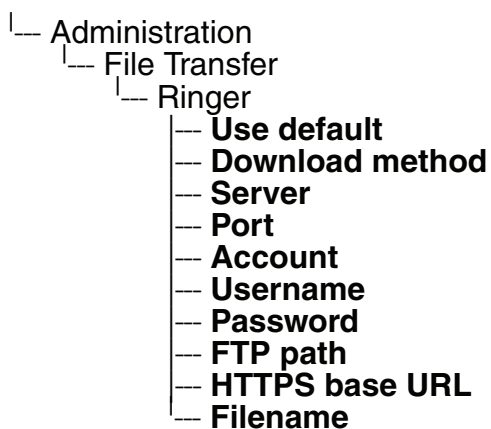 Administration
File Transfer
Ringer
Use default
Download method
Server
Port
Account
Username
Password
FTP path
HTTPS base URL
Filename